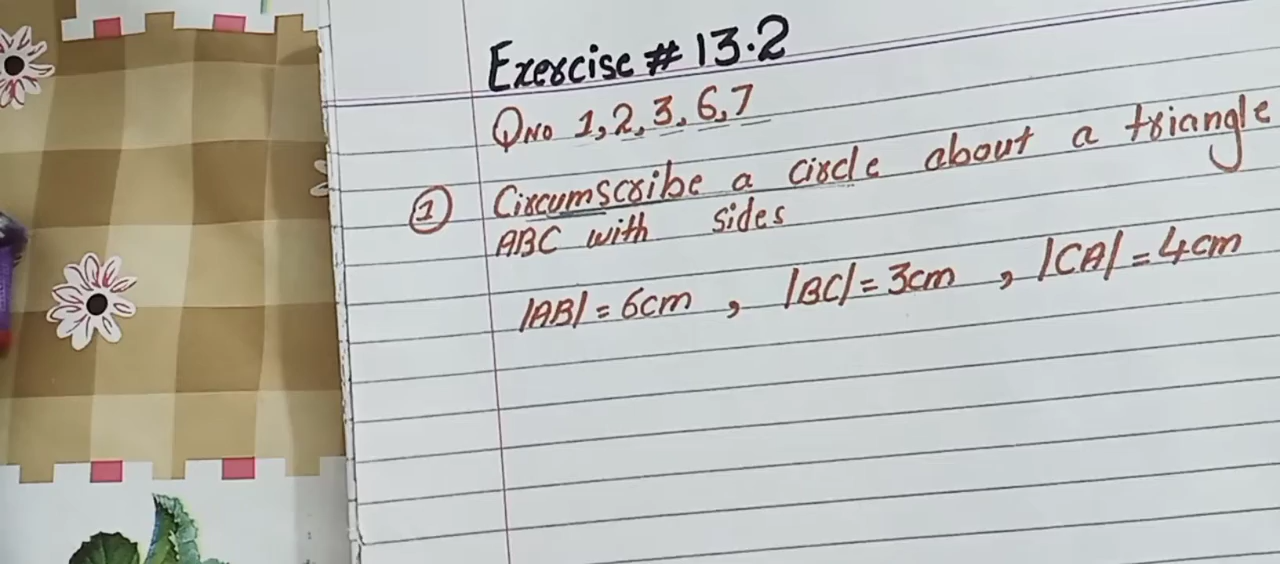 Exercise # 13.2
QNo 1,2,3,6,7
① Circumscribe a circle about a triangle
ABC with sides
|AB| = 6cm , |BC| = 3cm , |CA| = 4cm